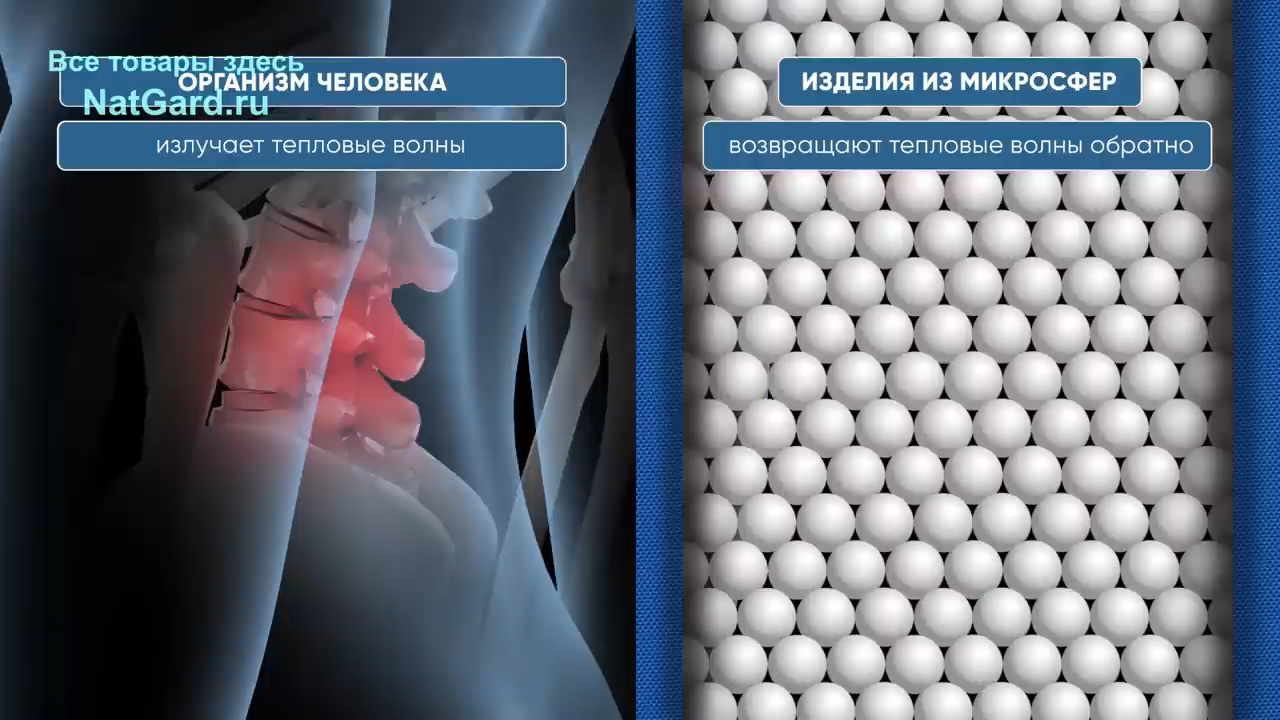 Все товары здесь
NatGard.ru
ОРГАНИЗМ ЧЕЛОВЕКА
излучает тепловые волны
ИЗДЕЛИЯ ИЗ МИКРОСФЕР
возвращают тепловые волны обратно